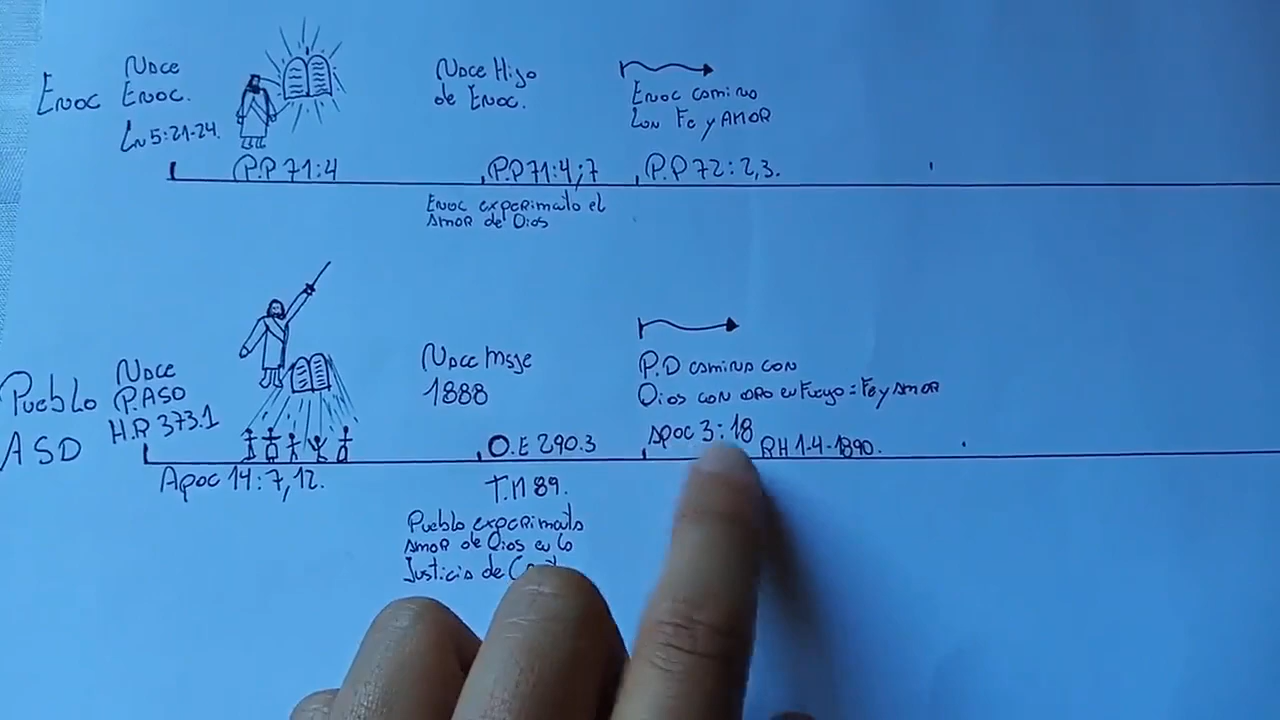 Enoc
Nace
Enoc.
Gn 5:21-24.
P.P 71:4
Nace Hijo
de Enoc.
P.P 71:4;7
Enoc experimato el
amor de Dios
Enoc camino
con Fe y AMOR
P.P 72:2,3.
Pueblo
ASD
Nace
P.ASD
H.R 373.1
Apoc 14:7,12.
Nace Msje
1888
O.E 290.3
T.M 89.
Pueblo experimato
amor de Dios en la
Justicia de
P.D camina con
Dios con oro en Fuego = Fe y AMOR
Apoc 3:18
RH 1-4-1890.